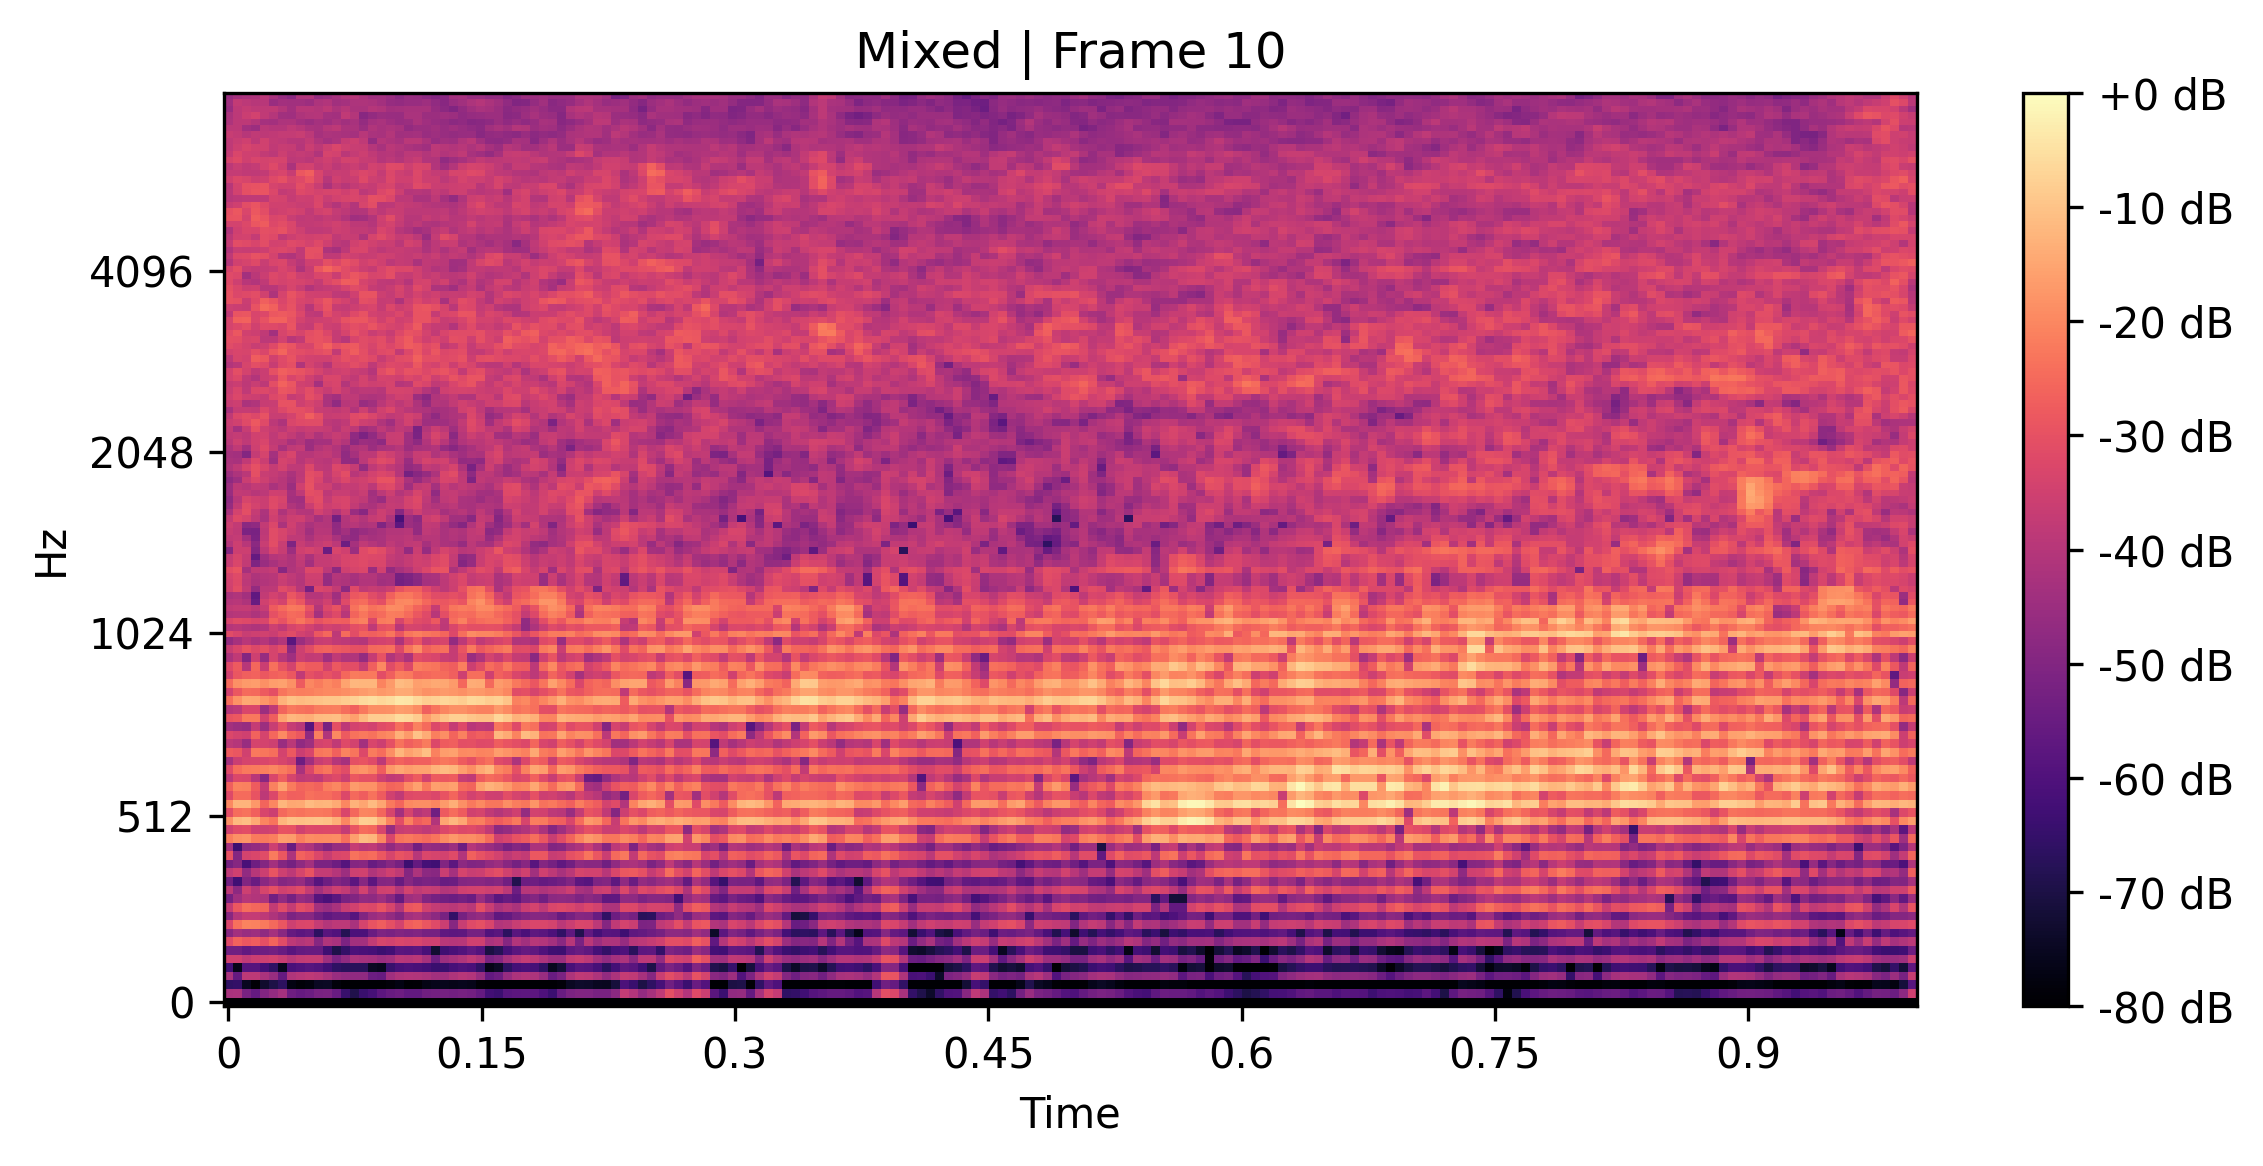 Mixed | Frame 10
Hz
4096
2048
1024
512
0
0 0.15 0.3 0.45 0.6 0.75 0.9
Time
+0 dB
-10 dB
-20 dB
-30 dB
-40 dB
-50 dB
-60 dB
-70 dB
-80 dB